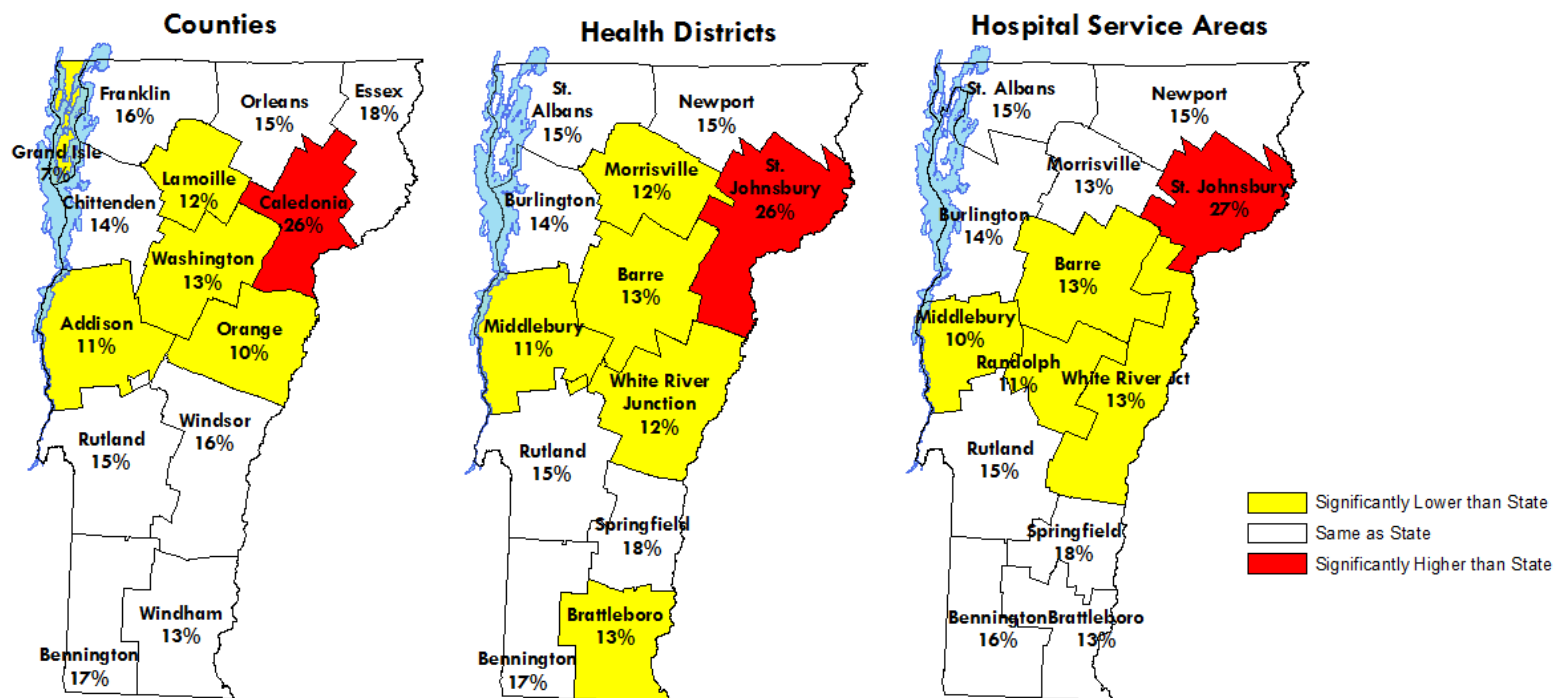 Counties
Franklin
16%
Orleans
15%
Essex
18%
Grand Isle
7%
Lamoille
12%
Caledonia
26%
Chittenden
14%
Washington
13%
Addison
11%
Orange
10%
Windsor
16%
Rutland
15%
Windham
13%
Bennington
17%
Health Districts
St.
Albans
15%
Newport
15%
Morrisville
12%
St.
Johnsbury
26%
Burlington
14%
Barre
13%
Middlebury
11%
White River
Junction
12%
Rutland
15%
Springfield
18%
Brattleboro
13%
Bennington
17%
Hospital Service Areas
St. Albans
15%
Newport
15%
Morrisville
13%
St. Johnsbury
27%
Burlington
14%
Barre
13%
Middlebury
10%
Randolph
11%
White River Jct
13%
Rutland
15%
Springfield
18%
Bennington
16%
Brattleboro
13%
Significantly Lower than State
Same as State
Significantly Higher than State